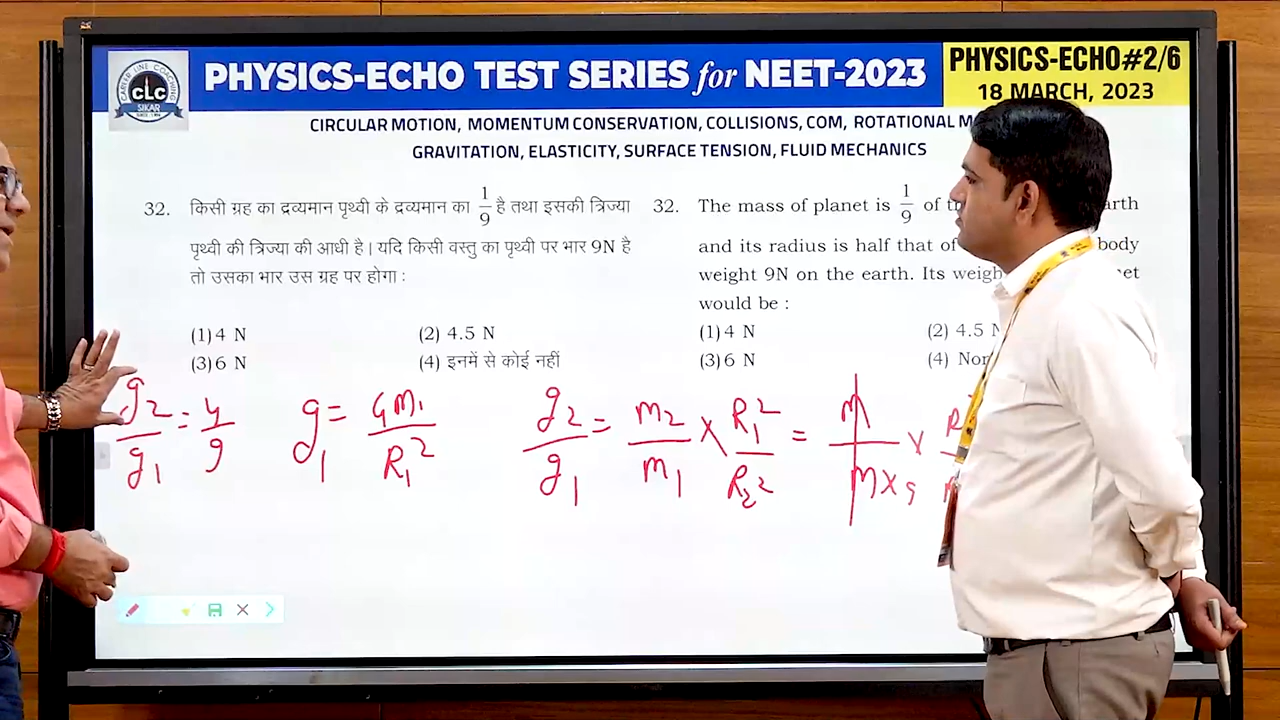 CAREER LINE COACHING
CLC
SIKAR
PHYSICS-ECHO TEST SERIES for NEET-2023
PHYSICS-ECHO#2/6
18 MARCH, 2023
CIRCULAR MOTION, MOMENTUM CONSERVATION, COLLISIONS, COM, ROTATIONAL
GRAVITATION, ELASTICITY, SURFACE TENSION, FLUID MECHANICS
32. किसी ग्रह का द्रव्यमान पृथ्वी के द्रव्यमान का 1/9 है तथा इसकी त्रिज्या
पृथ्वी की त्रिज्या की आधी है। यदि किसी वस्तु का पृथ्वी पर भार 9N है
तो उसका भार उस ग्रह पर होगा :
(1) 4 N (2) 4.5 N
(3) 6 N (4) इनमें से कोई नहीं
32. The mass of planet is 1/9 of
and its radius is half that of body
weight 9N on the earth. Its
would be :
(1) 4 N (2) 4.5 N
(3) 6 N (4)
g2/g1 = 4/9 g1 = Gm1/R1² g2/g1 = m2/m1 × R1²/R2² = m/m×9 ×